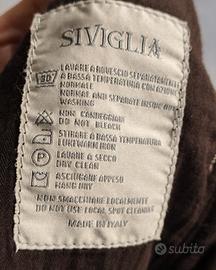 SIVIGLIA
LAVARE A ROVESCIO SEPARATAMENTE
A BASSA TEMPERATURA CON AZIONE
NORMALE
NORMAL AND SEPARATE INSIDE OUT
WASHING
NON CANDEGGIARE
DO NOT BLEACH
STIRARE A BASSA TEMPERATURA
LUKEWARM IRON
LAVARE A SECCO
DRY CLEAN
ASCIUGARE APPESO
HANG DRY
NON SMACCHIARE LOCALMENTE
DO NOT USE LOCAL SPOT CLEANING
MADE IN ITALY
subito